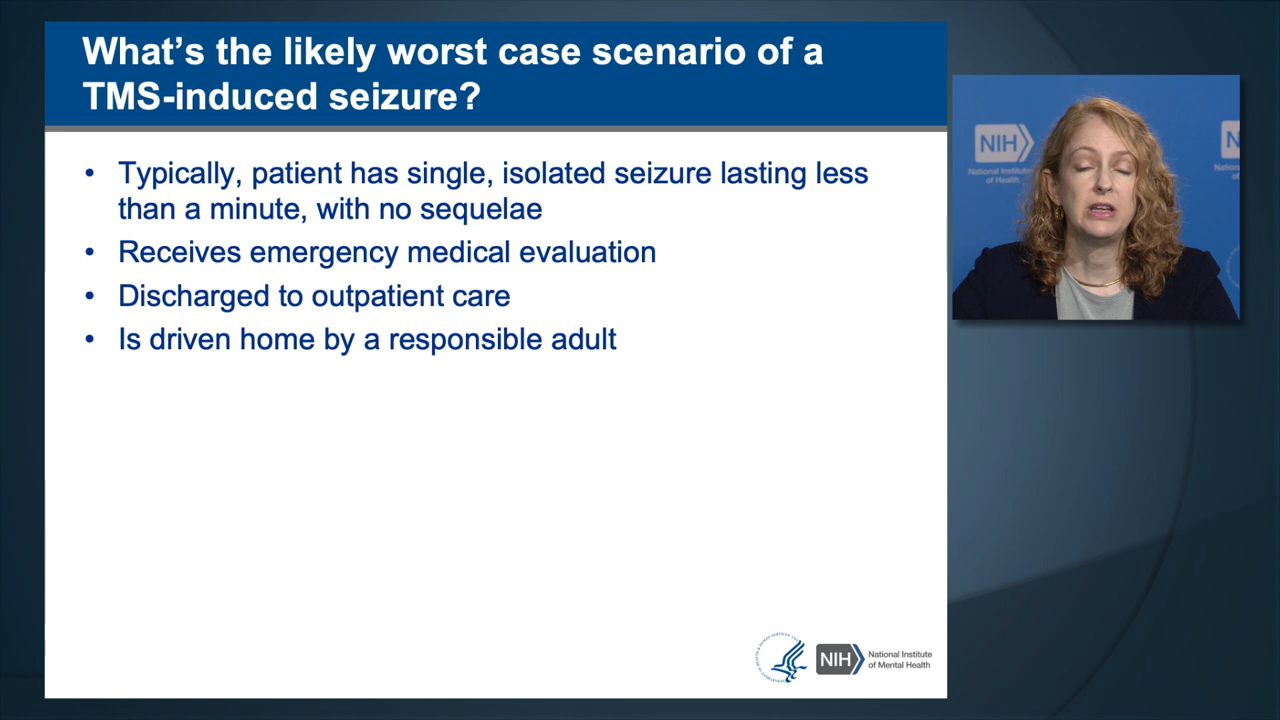 What's the likely worst case scenario of a
TMS-induced seizure?
• Typically, patient has single, isolated seizure lasting less
than a minute, with no sequelae
• Receives emergency medical evaluation
• Discharged to outpatient care
• Is driven home by a responsible adult
NIH
National Institute
of Health
NIH
National Institute
of Mental Health